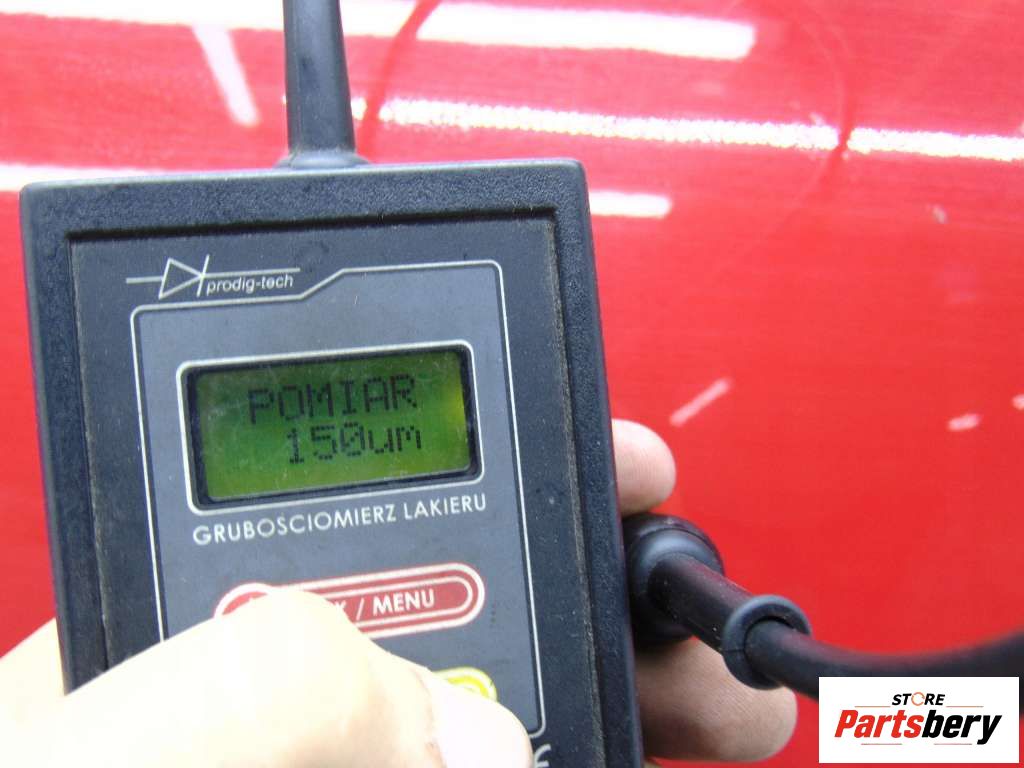 prodig-tech
POMIAR
150um
GRUBOSCIOMIERZ LAKIERU
/ MENU
STORE
Partsbery